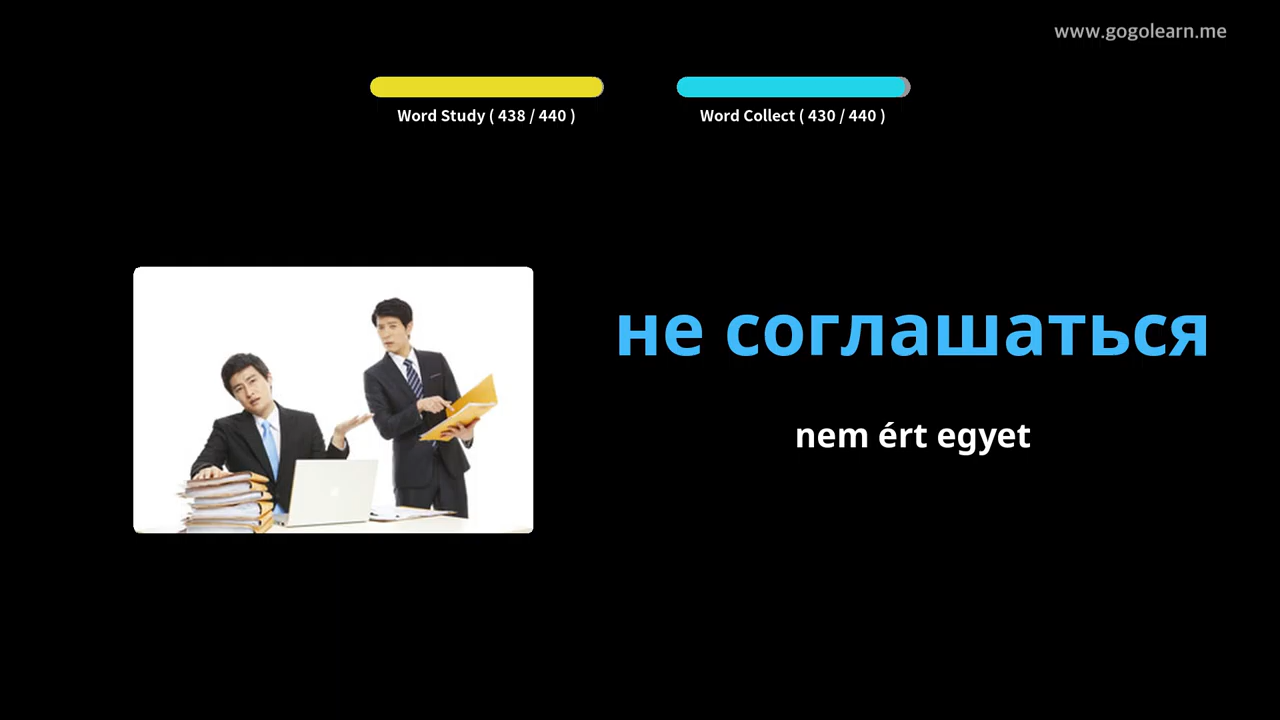 www.gogolearn.me
Word Study ( 438 / 440 )
Word Collect ( 430 / 440 )
не соглашаться
nem ért egyet